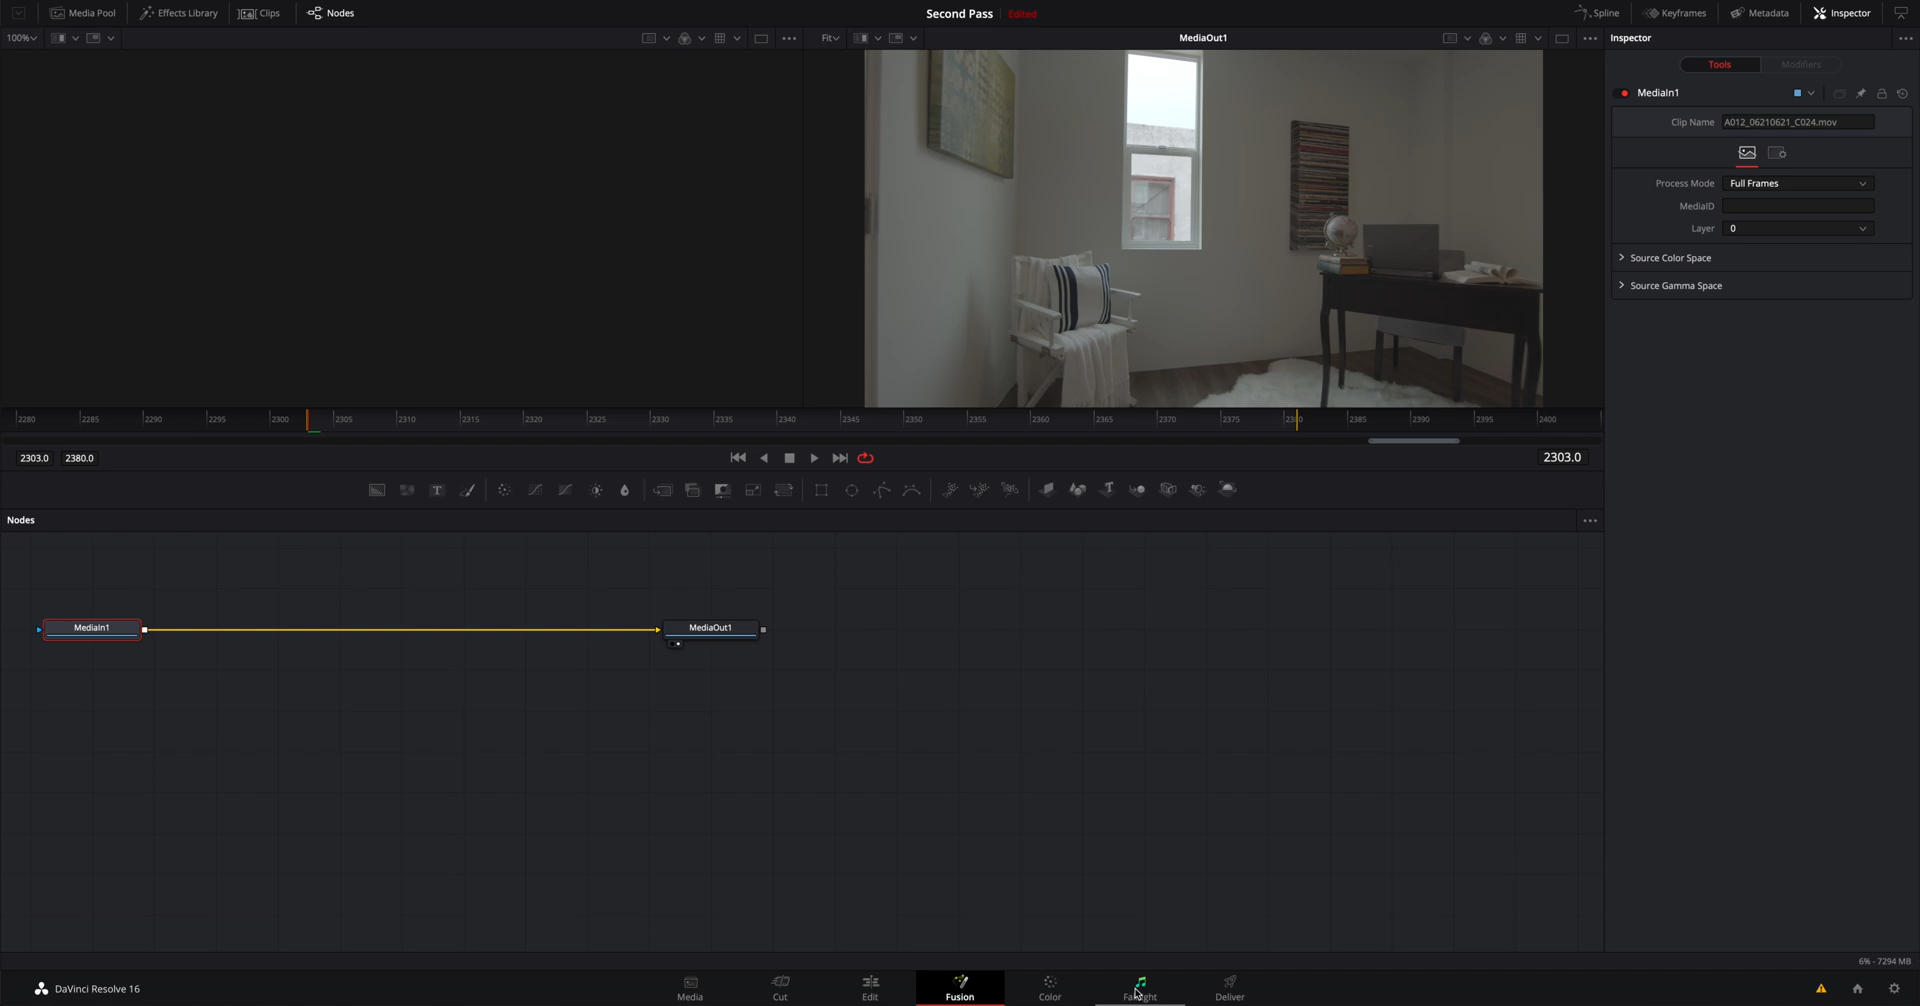 Media Pool Effects Library Clips Nodes Second Pass Edited Spline Keyframes Metadata Inspector
100% Fit MediaOut1 Inspector
Tools Modifiers
MediaIn1
Clip Name A012_06210621_C024.mov
Process Mode Full Frames
MediaID
Layer 0
Source Color Space
Source Gamma Space
2280 2285 2290 2295 2300 2305 2310 2315 2320 2325 2330 2335 2340 2345 2350 2355 2360 2365 2370 2375 2380 2385 2390 2395 2400
2303.0 2380.0 2303.0
T
Nodes
MediaIn1 MediaOut1
6% - 7294 MB
DaVinci Resolve 16 Media Cut Edit Fusion Color Fairlight Deliver